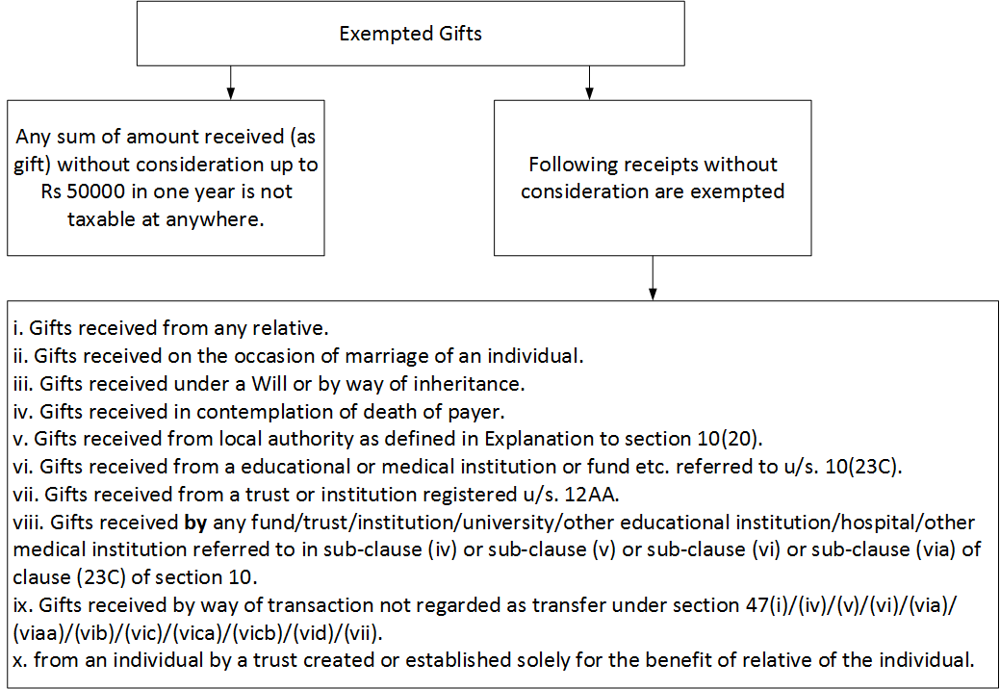 Exempted Gifts
Any sum of amount received (as
gift) without consideration up to
Rs 50000 in one year is not
taxable at anywhere.
Following receipts without
consideration are exempted
i. Gifts received from any relative.
ii. Gifts received on the occasion of marriage of an individual.
iii. Gifts received under a Will or by way of inheritance.
iv. Gifts received in contemplation of death of payer.
v. Gifts received from local authority as defined in Explanation to section 10(20).
vi. Gifts received from a educational or medical institution or fund etc. referred to u/s. 10(23C).
vii. Gifts received from a trust or institution registered u/s. 12AA.
viii. Gifts received by any fund/trust/institution/university/other educational institution/hospital/other
medical institution referred to in sub-clause (iv) or sub-clause (v) or sub-clause (vi) or sub-clause (via) of
clause (23C) of section 10.
ix. Gifts received by way of transaction not regarded as transfer under section 47(i)/(iv)/(v)/(vi)/(via)/
(viaa)/(vib)/(vic)/(vica)/(vicb)/(vid)/(vii).
x. from an individual by a trust created or established solely for the benefit of relative of the individual.